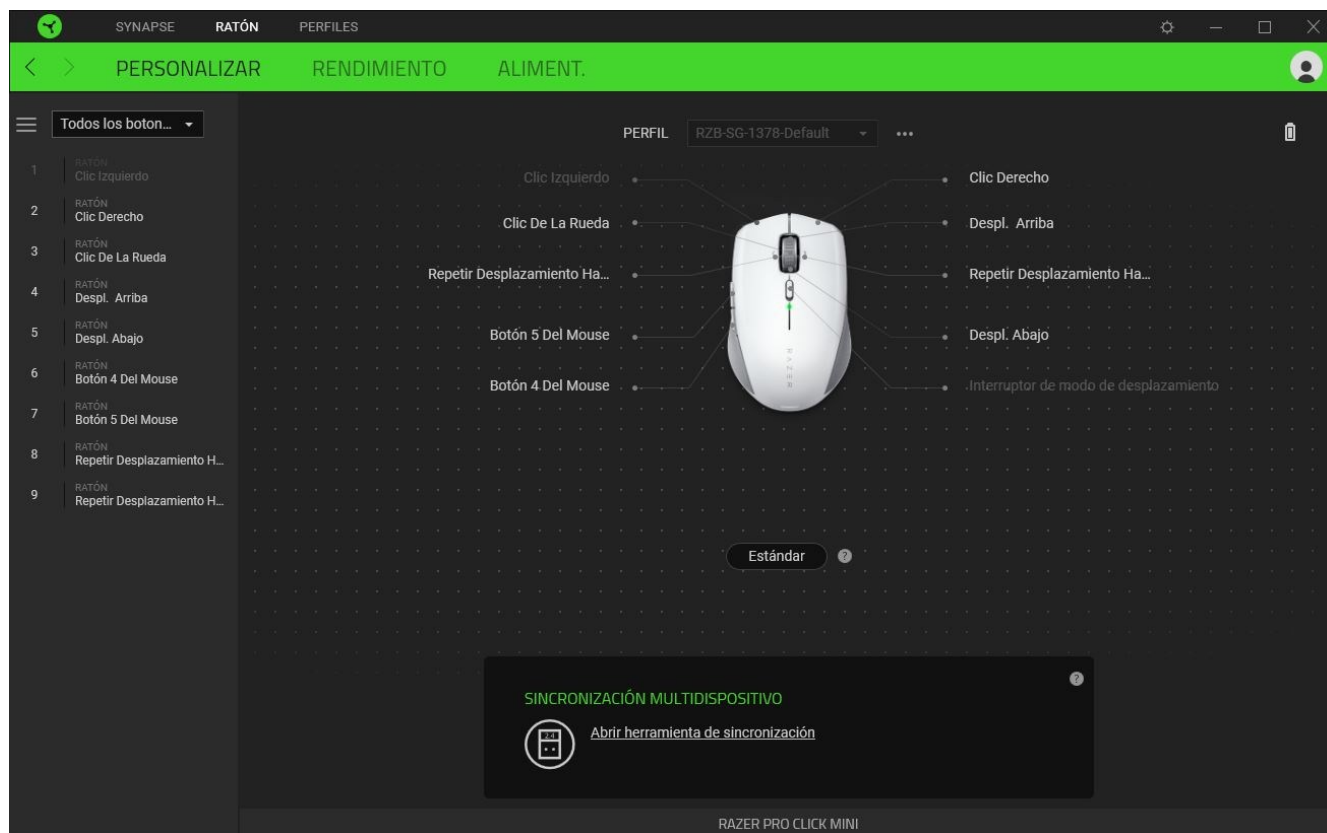 SYNAPSE RATÓN PERFILES
PERSONALIZAR RENDIMIENTO ALIMENT.
Todos los boton...
PERFIL RZB-SG-1378-Default
1 RATÓN
Clic Izquierdo
2 RATÓN
Clic Derecho
3 RATÓN
Clic De La Rueda
4 RATÓN
Despl. Arriba
5 RATÓN
Despl. Abajo
6 RATÓN
Botón 4 Del Mouse
7 RATÓN
Botón 5 Del Mouse
8 RATÓN
Repetir Desplazamiento H...
9 RATÓN
Repetir Desplazamiento H...
Clic Izquierdo
Clic De La Rueda
Repetir Desplazamiento Ha...
Botón 5 Del Mouse
Botón 4 Del Mouse
Clic Derecho
Despl. Arriba
Repetir Desplazamiento Ha...
Despl. Abajo
Interruptor de modo de desplazamiento
RAZER
Estándar ?
SINCRONIZACIÓN MULTIDISPOSITIVO ?
2.4
Abrir herramienta de sincronización
RAZER PRO CLICK MINI